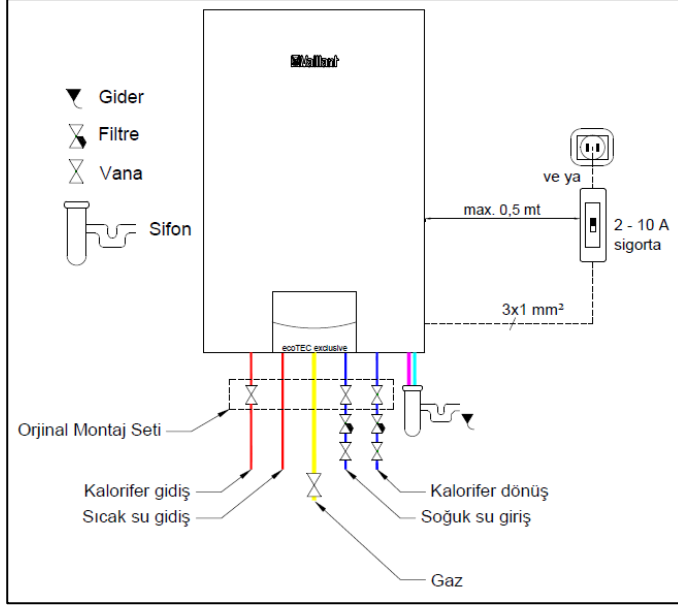 Vaillant
Gider
Filtre
Vana
Sifon
ve ya
max. 0,5 mt
2 - 10 A
sigorta
3x1 mm²
ecoTEC exclusive
Orjinal Montaj Seti
Kalorifer gidiş
Kalorifer dönüş
Sıcak su gidiş
Soğuk su giriş
Gaz